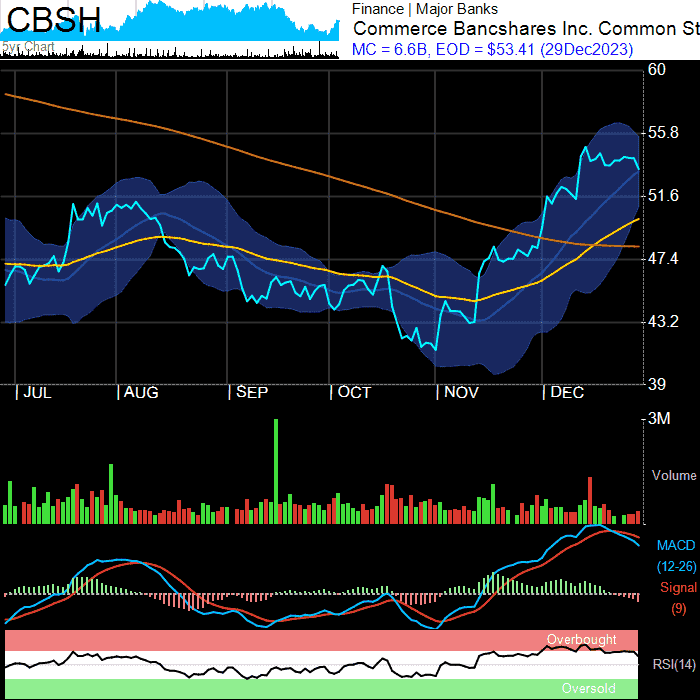 CBSH
5yr Chart
Finance | Major Banks
Commerce Bancshares Inc. Common St
MC = 6.6B, EOD = $53.41 (29Dec2023)
60
55.8
51.6
47.4
43.2
39
| JUL | AUG | SEP | OCT | NOV | DEC
3M
Volume
MACD
(12-26)
Signal
(9)
Overbought
RSI(14)
Oversold